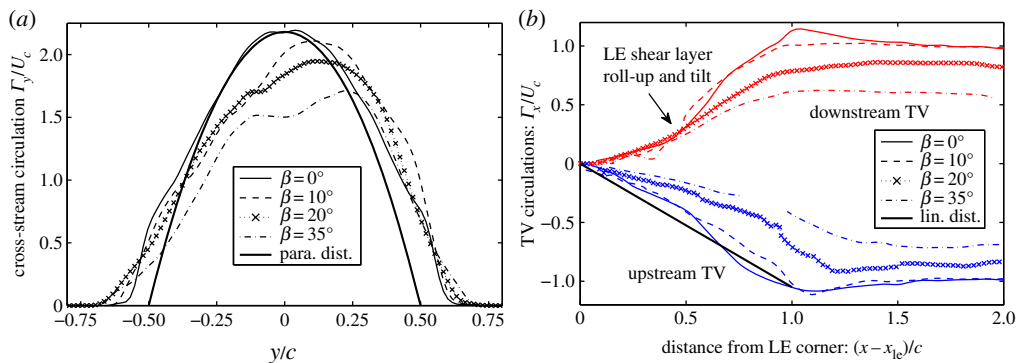 (a)
2.0
1.5
1.0
0.5
0
cross-stream circulation Γy/Uc
β = 0°
β = 10°
β = 20°
β = 35°
para. dist.
−0.75
−0.50
−0.25
0
0.25
0.50
0.75
y/c
(b)
1.0
0.5
0
−0.5
−1.0
TV circulations: Γx/Uc
LE shear layer
roll-up and tilt
downstream TV
β = 0°
β = 10°
β = 20°
β = 35°
lin. dist.
upstream TV
0
0.5
1.0
1.5
2.0
distance from LE corner: (x − xle)/c